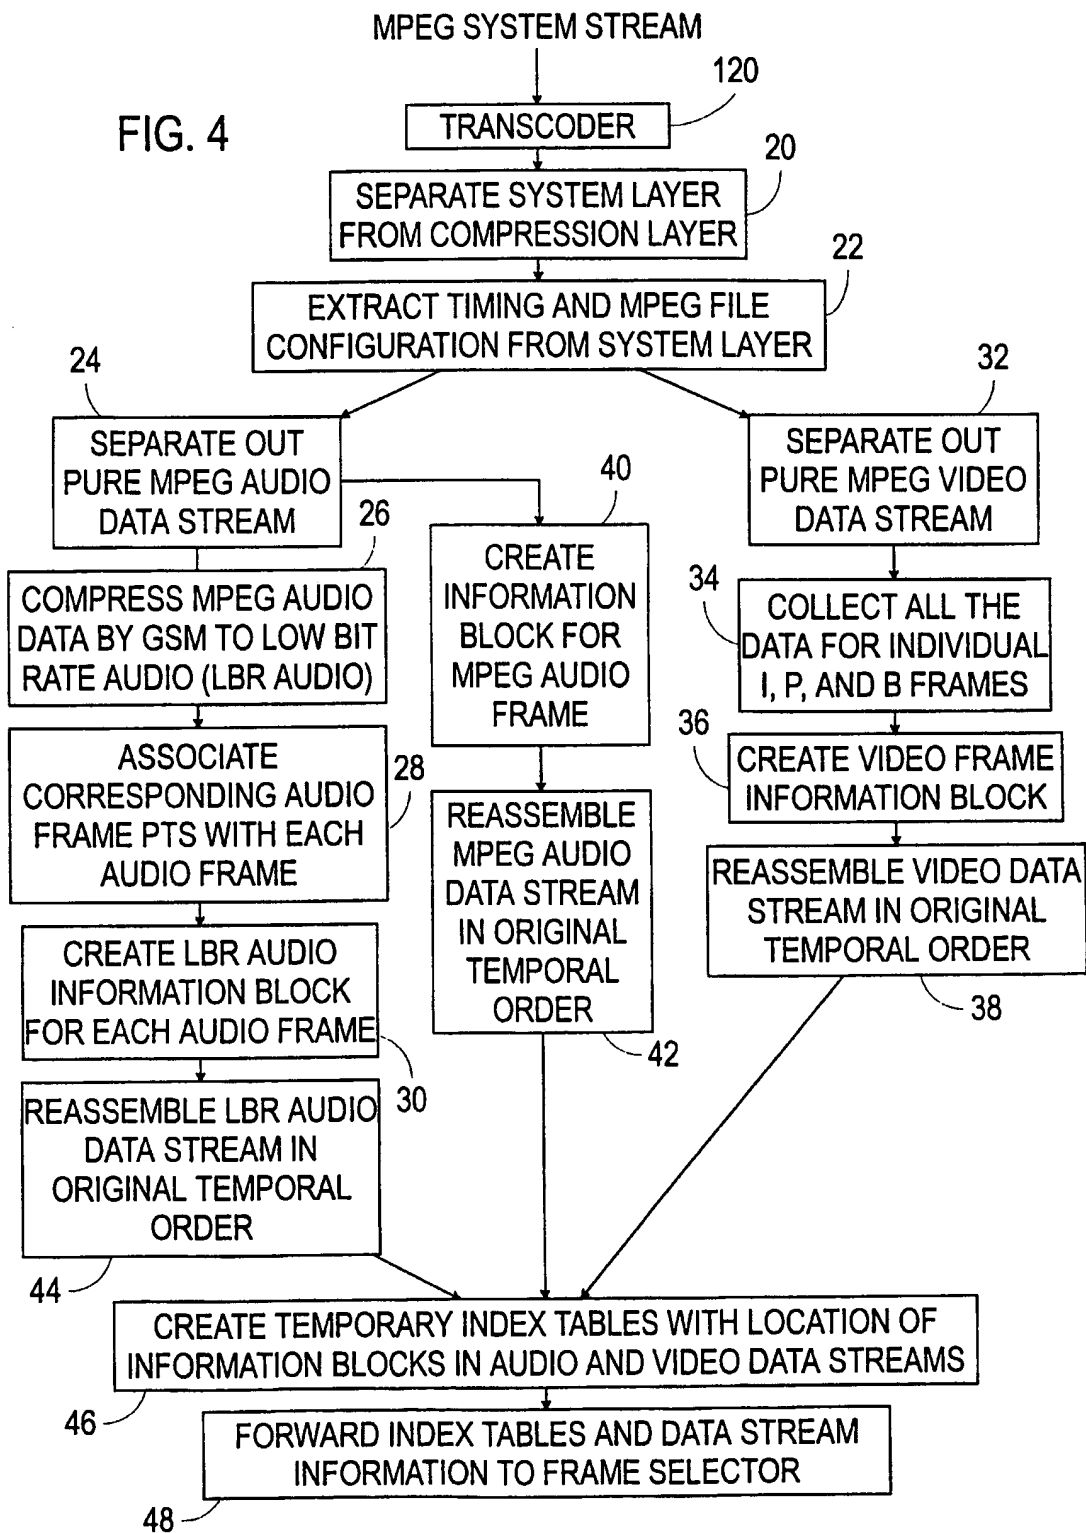 MPEG SYSTEM STREAM
120
FIG. 4
TRANSCODER
20
SEPARATE SYSTEM LAYER
FROM COMPRESSION LAYER
22
EXTRACT TIMING AND MPEG FILE
CONFIGURATION FROM SYSTEM LAYER
24
SEPARATE OUT
PURE MPEG AUDIO
DATA STREAM
26
COMPRESS MPEG AUDIO
DATA BY GSM TO LOW BIT
RATE AUDIO (LBR AUDIO)
ASSOCIATE
CORRESPONDING AUDIO
FRAME PTS WITH EACH
AUDIO FRAME
28
CREATE LBR AUDIO
INFORMATION BLOCK
FOR EACH AUDIO FRAME
30
REASSEMBLE LBR AUDIO
DATA STREAM IN
ORIGINAL TEMPORAL
ORDER
44
40
CREATE
INFORMATION
BLOCK FOR
MPEG AUDIO
FRAME
REASSEMBLE
MPEG AUDIO
DATA STREAM
IN ORIGINAL
TEMPORAL
ORDER
42
32
SEPARATE OUT
PURE MPEG VIDEO
DATA STREAM
34
COLLECT ALL THE
DATA FOR INDIVIDUAL
I, P, AND B FRAMES
36
CREATE VIDEO FRAME
INFORMATION BLOCK
REASSEMBLE VIDEO DATA
STREAM IN ORIGINAL
TEMPORAL ORDER
38
CREATE TEMPORARY INDEX TABLES WITH LOCATION OF
INFORMATION BLOCKS IN AUDIO AND VIDEO DATA STREAMS
46
FORWARD INDEX TABLES AND DATA STREAM
INFORMATION TO FRAME SELECTOR
48